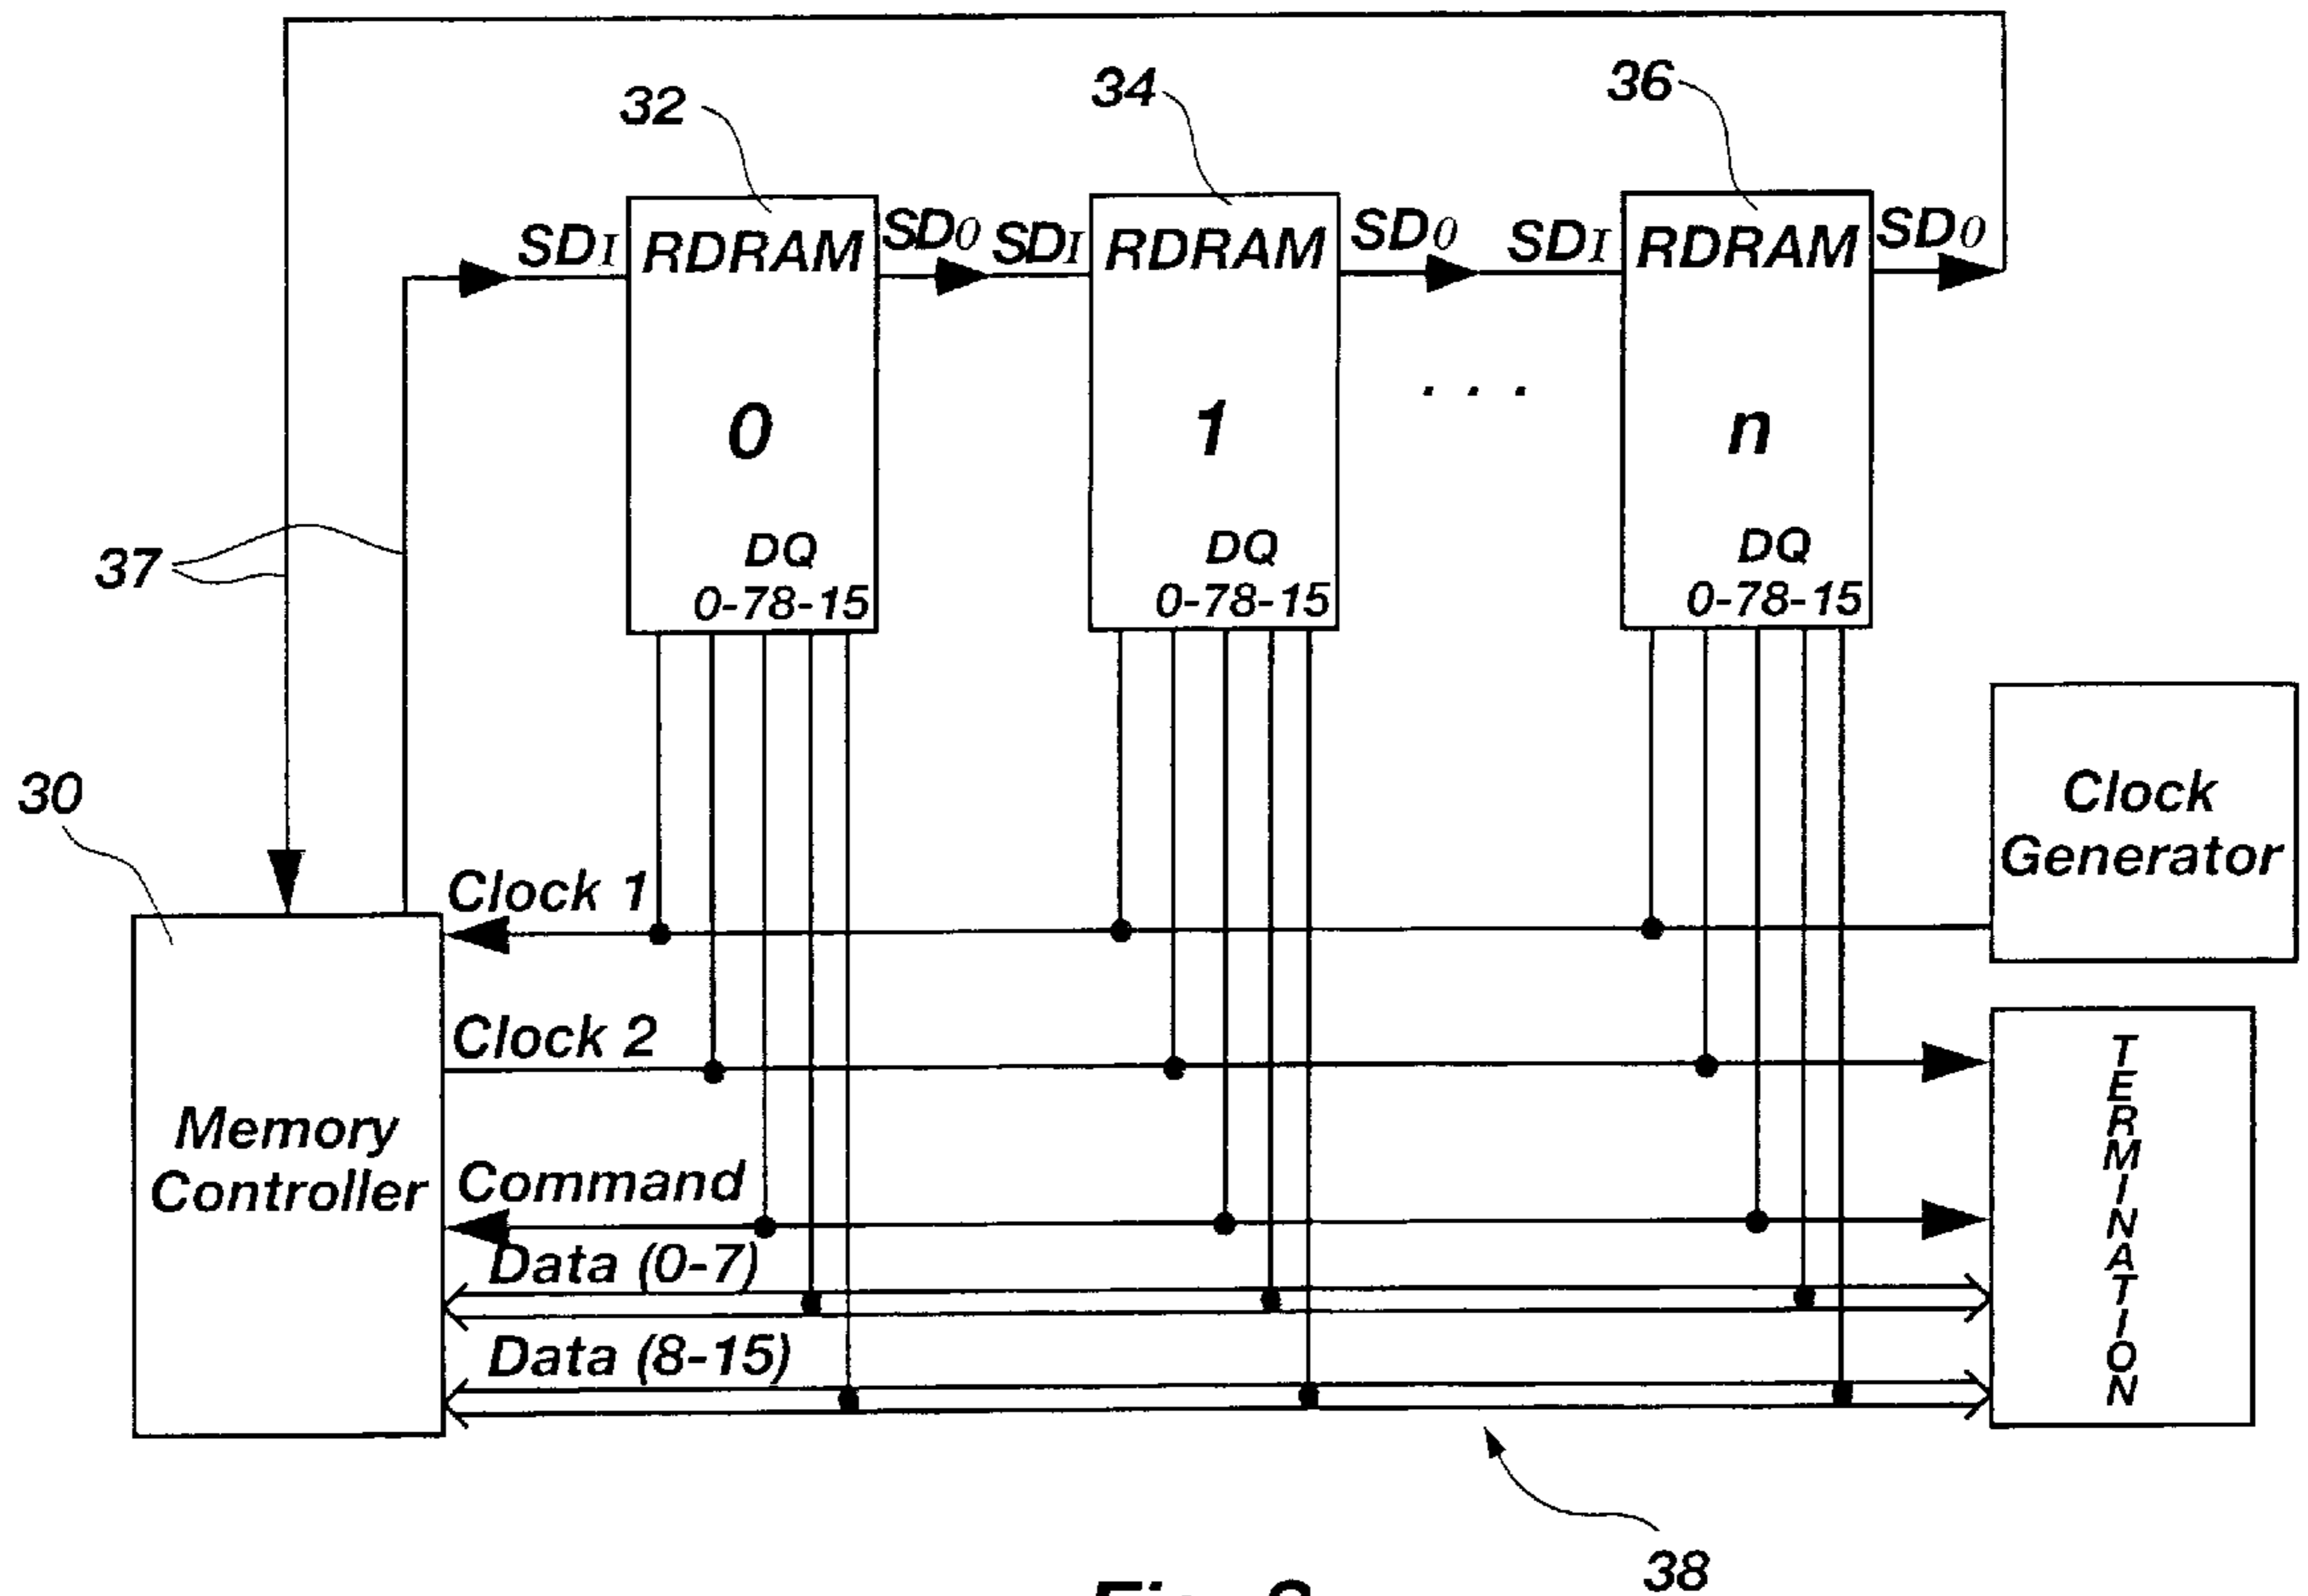 32
34
36
SDI RDRAM SD0 SDI RDRAM SD0 SDI RDRAM SD0
. . .
0 1 n
DQ DQ DQ
0-78-15 0-78-15 0-78-15
37
30
Clock
Generator
Clock 1
Clock 2
Memory
Controller
Command
Data (0-7)
Data (8-15)
TERMINATION
38